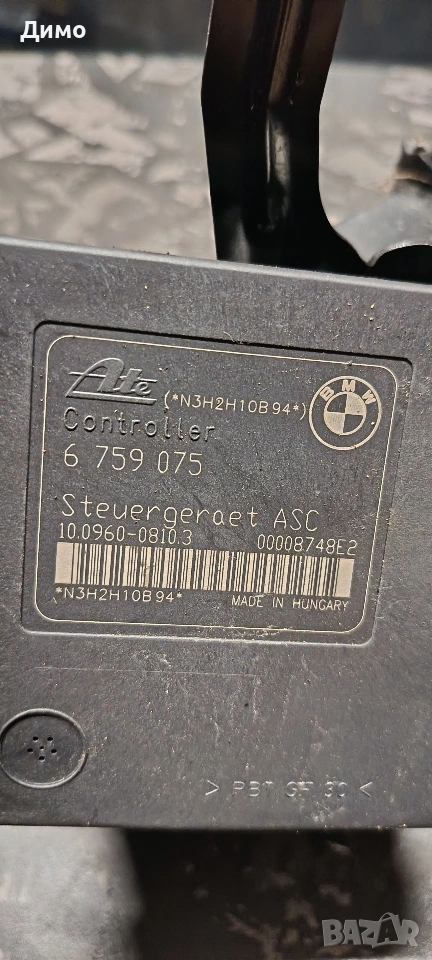 Димо
Ate
(*N3H2H10B94*)
BMW
Controller
6 759 075
Steuergeraet ASC
10.0960-0810.3
00008748E2
*N3H2H10B94*
MADE IN HUNGARY
> PBT GF 30 <
BAZAR